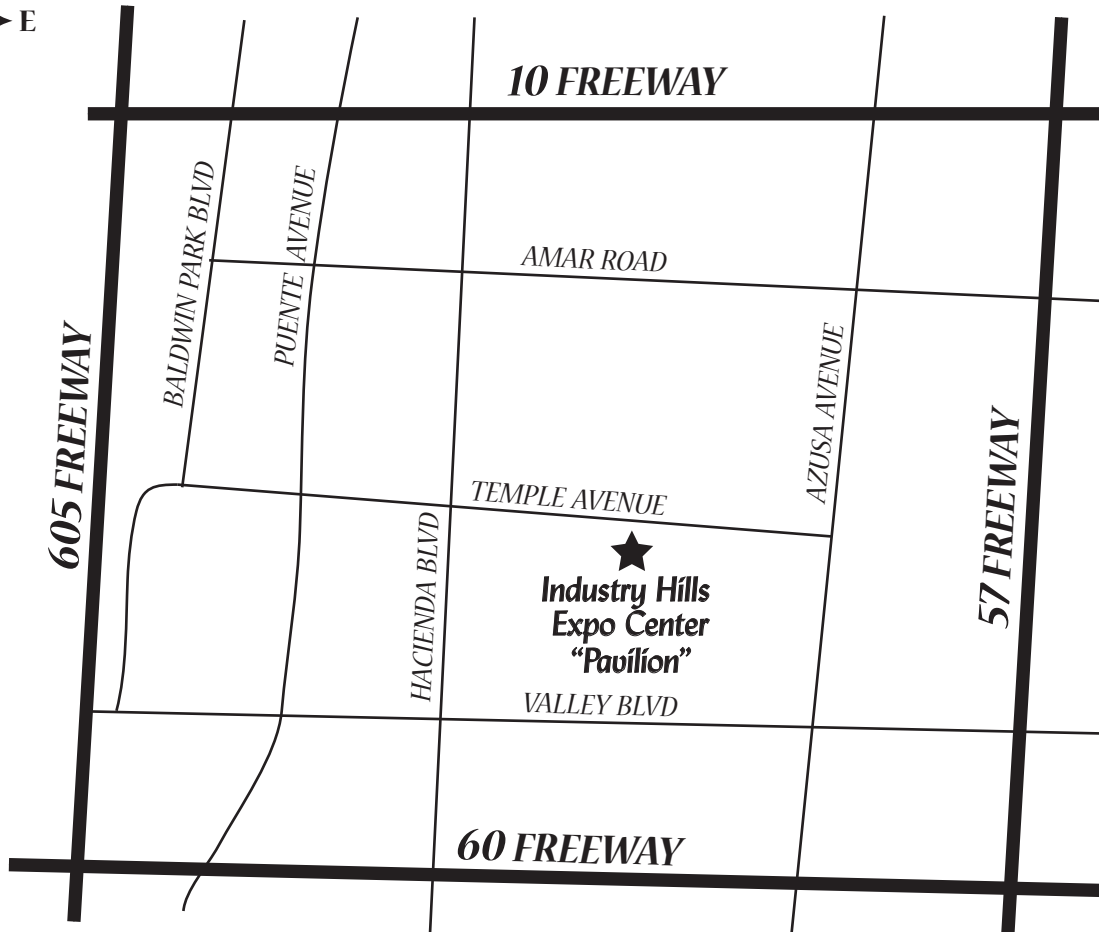 E
10 FREEWAY
BALDWIN PARK BLVD
PUENTE AVENUE
AMAR ROAD
605 FREEWAY
AZUSA AVENUE
57 FREEWAY
TEMPLE AVENUE
HACIENDA BLVD
Industry Hills
Expo Center
“Pavilion”
VALLEY BLVD
60 FREEWAY